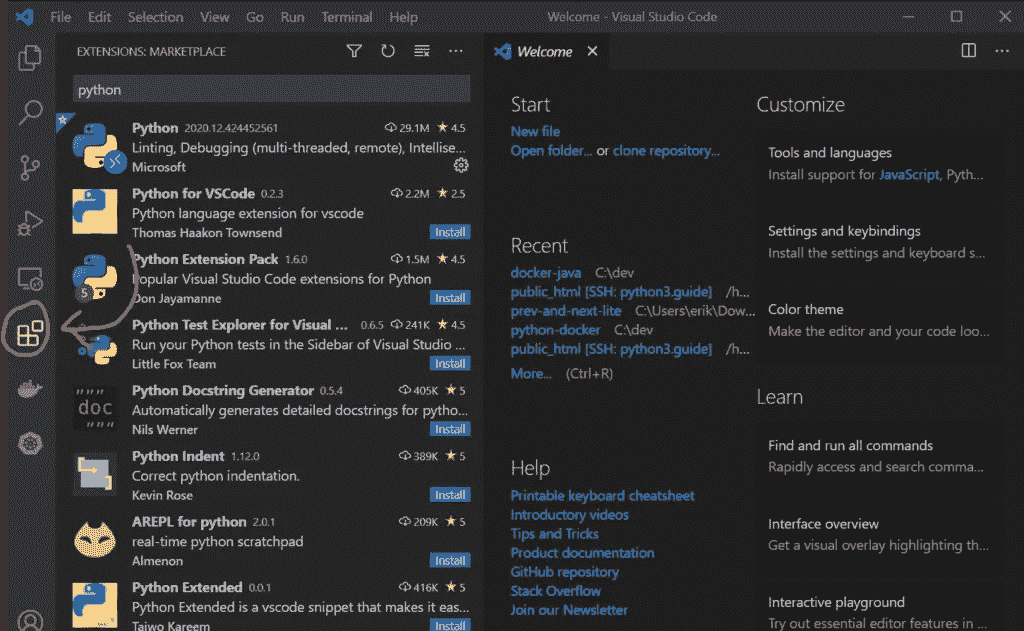 File Edit Selection View Go Run Terminal Help
Welcome - Visual Studio Code
EXTENSIONS: MARKETPLACE
python
Python 2020.12.424452561 29.1M 4.5
Linting, Debugging (multi-threaded, remote), Intellise...
Microsoft
Python for VSCode 0.2.3 2.2M 2.5
Python language extension for vscode
Thomas Haakon Townsend Install
Python Extension Pack 1.6.0 1.5M 4.5
Popular Visual Studio Code extensions for Python
Don Jayamanne Install
5
Python Test Explorer for Visual ... 0.6.5 241K 4.5
Run your Python tests in the Sidebar of Visual Studio ...
Little Fox Team Install
Python Docstring Generator 0.5.4 405K 5
Automatically generates detailed docstrings for pytho...
Nils Werner Install
""" doc """
Python Indent 1.12.0 389K 5
Correct python indentation.
Kevin Rose Install
AREPL for python 2.0.1 209K 5
real-time python scratchpad
Almenon Install
Python Extended 0.0.1 416K 5
Python Extended is a vscode snippet that makes it eas...
Taiwo Kareem Install
Welcome
Start
New file
Open folder... or clone repository...
Recent
docker-java C:\dev
public_html [SSH: python3.guide] /h...
prev-and-next-lite C:\Users\erik\Dow...
python-docker C:\dev
public_html [SSH: python3.guide] /h...
More... (Ctrl+R)
Help
Printable keyboard cheatsheet
Introductory videos
Tips and Tricks
Product documentation
GitHub repository
Stack Overflow
Join our Newsletter
Customize
Tools and languages
Install support for JavaScript, Pyth...
Settings and keybindings
Install the settings and keyboard s...
Color theme
Make the editor and your code loo...
Learn
Find and run all commands
Rapidly access and search comma...
Interface overview
Get a visual overlay highlighting th...
Interactive playground
Try out essential editor features in ...